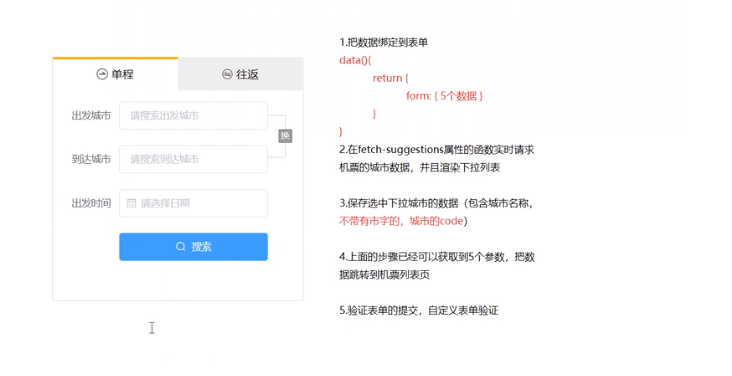 单程
往返
出发城市
请搜索出发城市
换
到达城市
请搜索到达城市
出发时间
请选择日期
搜索
1.把数据绑定到表单
data(){
return {
form: { 5个数据 }
}
}
2.在fetch-suggestions属性的函数实时请求
机票的城市数据，并且渲染下拉列表
3.保存选中下拉城市的数据（包含城市名称，
不带有市字的，城市的code）
4.上面的步骤已经可以获取到5个参数，把数
据跳转到机票列表页
5.验证表单的提交，自定义表单验证